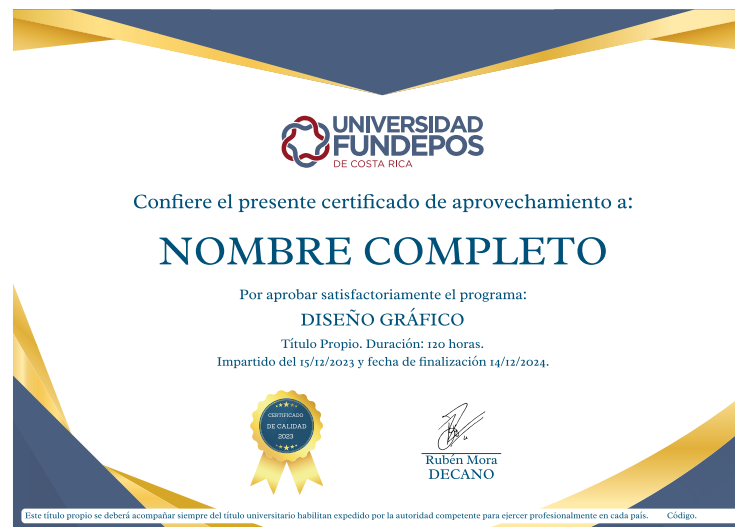 UNIVERSIDAD
FUNDEPOS
DE COSTA RICA
Confiere el presente certificado de aprovechamiento a:
NOMBRE COMPLETO
Por aprobar satisfactoriamente el programa:
DISEÑO GRÁFICO
Título Propio. Duración: 120 horas.
Impartido del 15/12/2023 y fecha de finalización 14/12/2024.
CERTIFICADO
DE CALIDAD
2023
Rubén Mora
DECANO
Este título propio se deberá acompañar siempre del título universitario habilitan expedido por la autoridad competente para ejercer profesionalmente en cada país. Código.